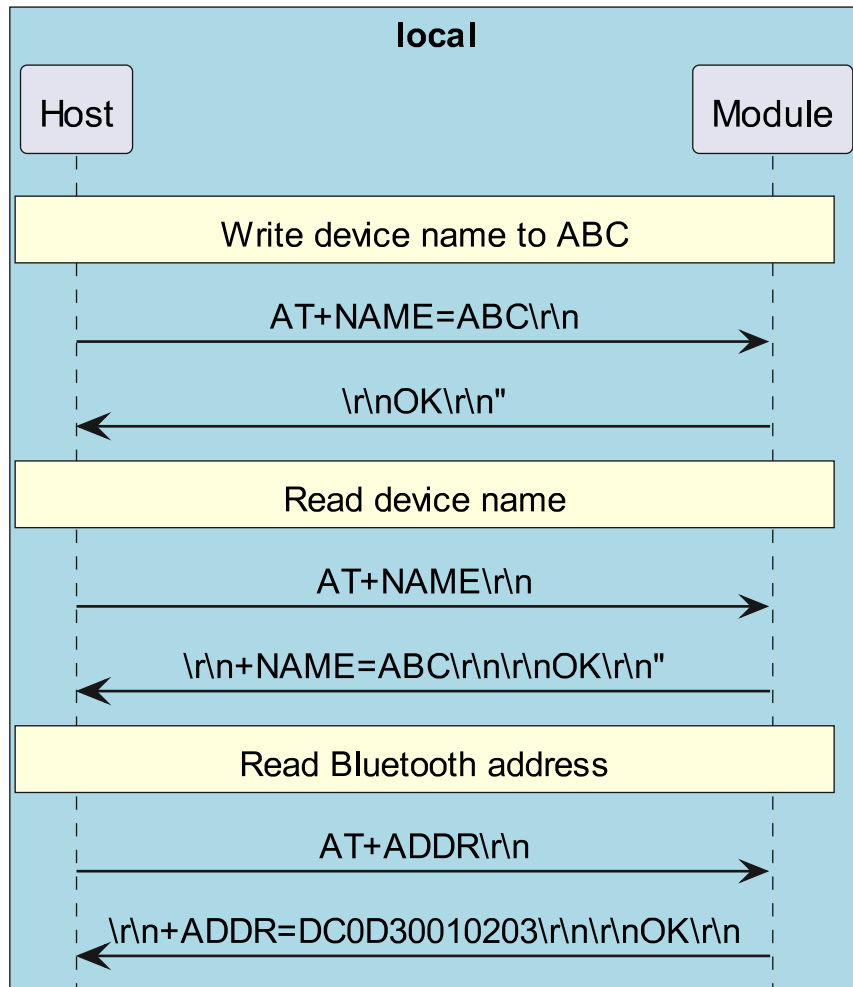 local
Host
Module
Write device name to ABC
AT+NAME=ABC\r\n
\r\nOK\r\n"
Read device name
AT+NAME\r\n
\r\n+NAME=ABC\r\n\r\nOK\r\n"
Read Bluetooth address
AT+ADDR\r\n
\r\n+ADDR=DC0D30010203\r\n\r\nOK\r\n